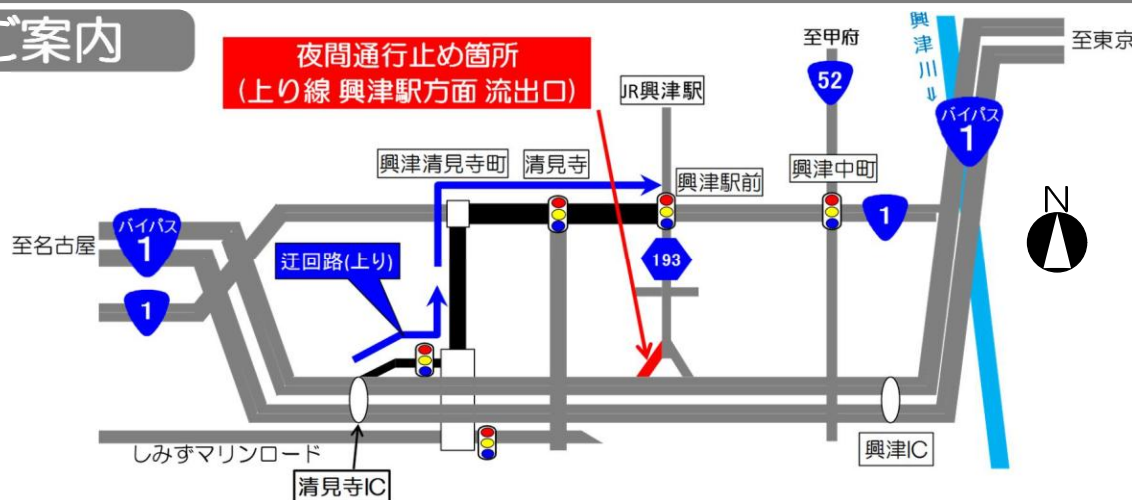 ご案内
夜間通行止め箇所
(上り線 興津駅方面 流出口)
JR興津駅
至甲府
52
興津川⇓
至東京
バイパス
1
興津清見寺町
清見寺
興津駅前
興津中町
1
N
至名古屋
バイパス
1
迂回路(上り)
193
1
しみずマリンロード
清見寺IC
興津IC